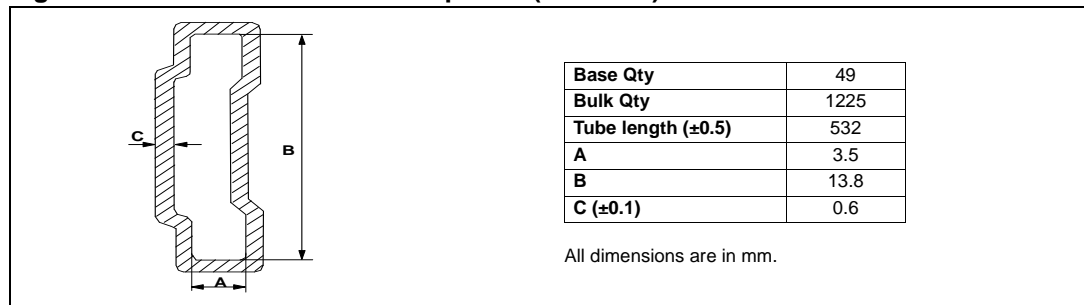 C
B
A
Base Qty 49
Bulk Qty 1225
Tube length (±0.5) 532
A 3.5
B 13.8
C (±0.1) 0.6
All dimensions are in mm.